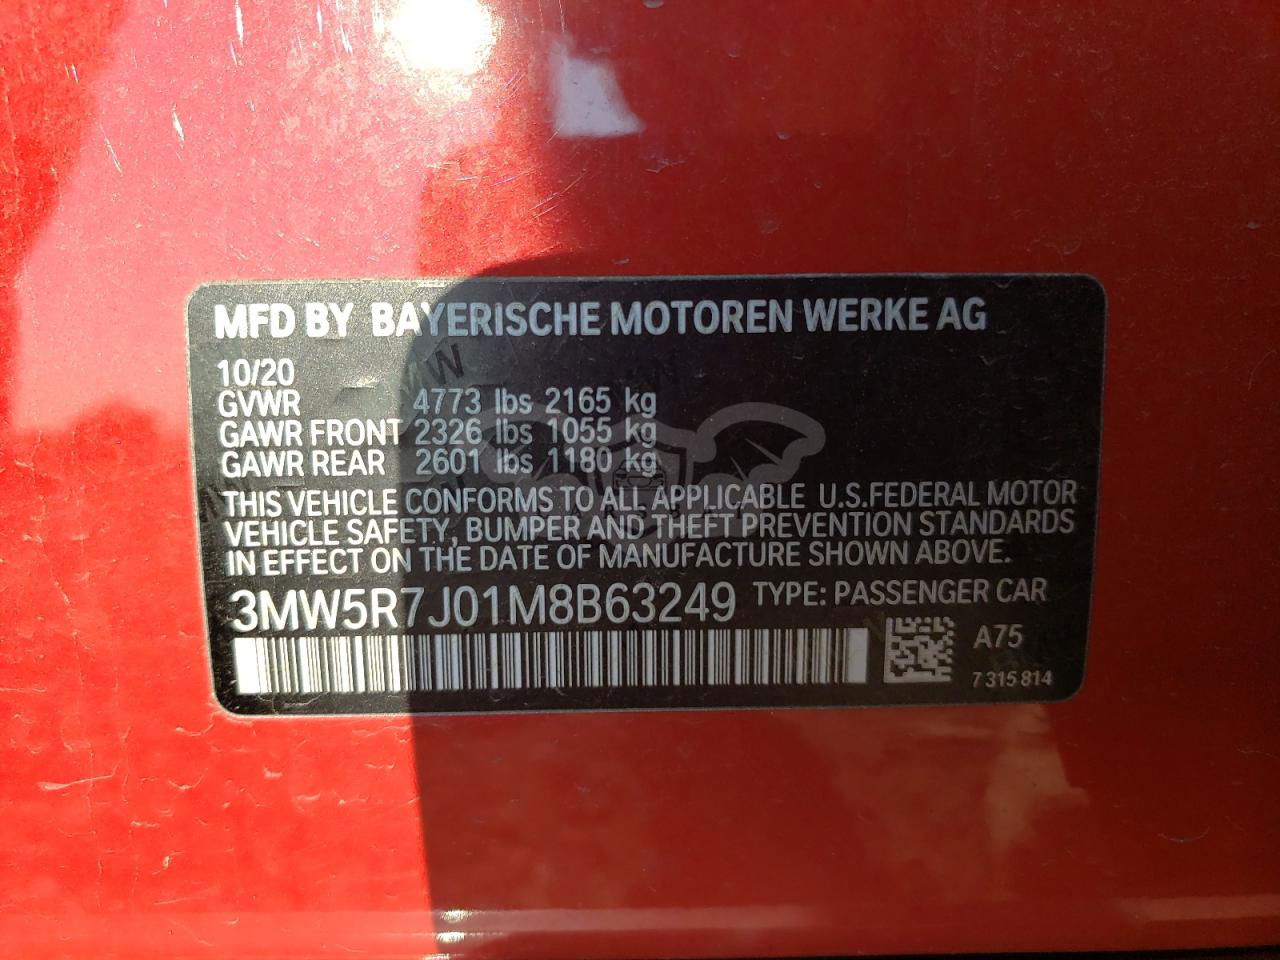 MFD BY BAYERISCHE MOTOREN WERKE AG
10/20
GVWR 4773 lbs 2165 kg
GAWR FRONT 2326 lbs 1055 kg
GAWR REAR 2601 lbs 1180 kg
THIS VEHICLE CONFORMS TO ALL APPLICABLE U.S.FEDERAL MOTOR
VEHICLE SAFETY, BUMPER AND THEFT PREVENTION STANDARDS
IN EFFECT ON THE DATE OF MANUFACTURE SHOWN ABOVE.
3MW5R7J01M8B63249 TYPE: PASSENGER CAR
A75
7 315 814